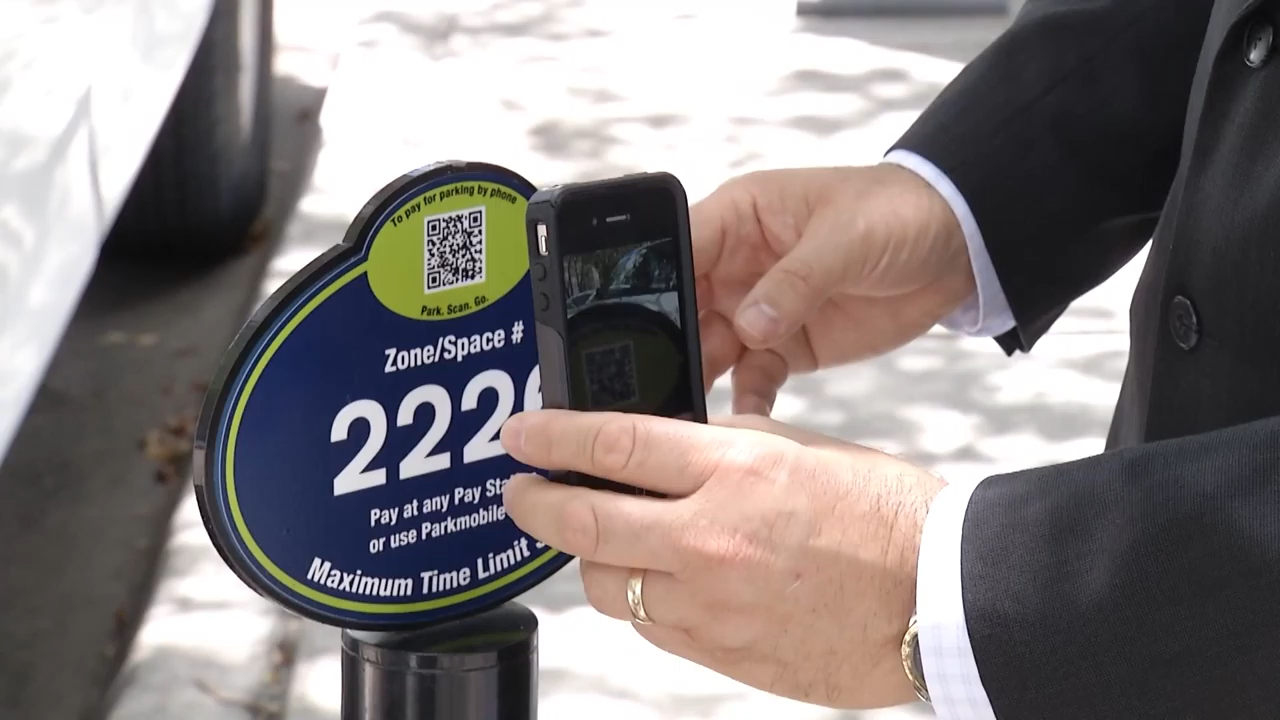 To pay for parking by phone
Park. Scan. Go.
Zone/Space #
222
Pay at any Pay
or use Parkmobile
Maximum Time Limit